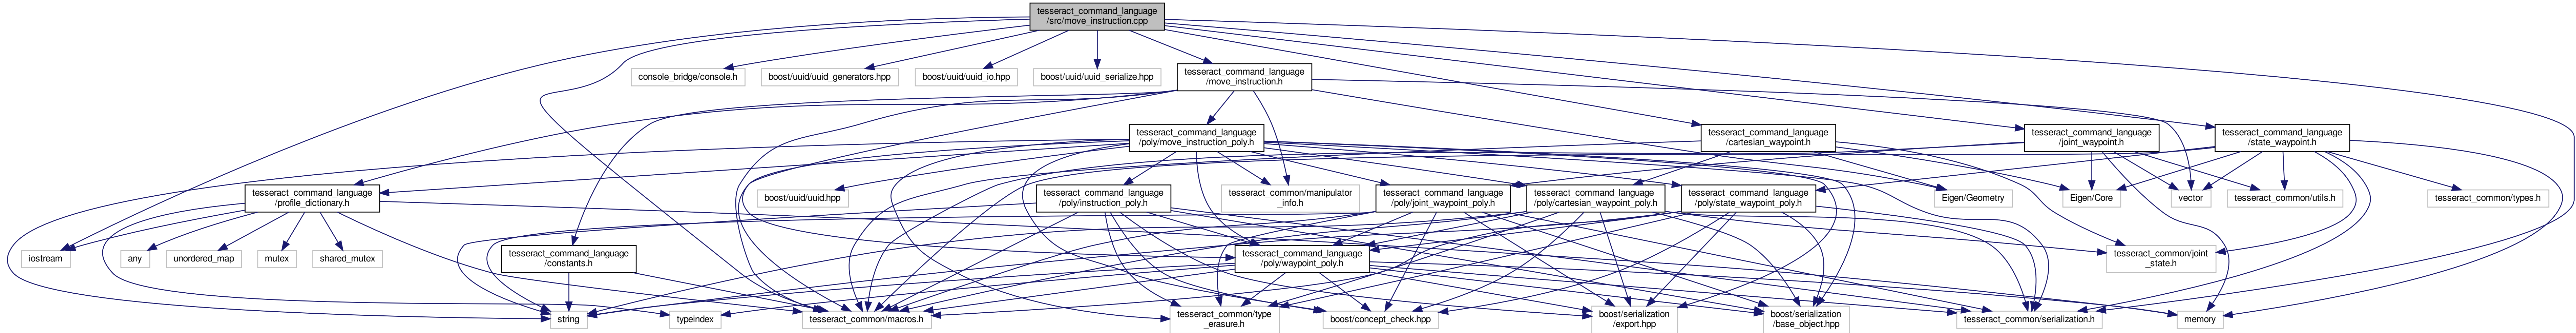 tesseract_command_language
/src/move_instruction.cpp
console_bridge/console.h
boost/uuid/uuid_generators.hpp
boost/uuid/uuid_io.hpp
boost/uuid/uuid_serialize.hpp
tesseract_command_language
/move_instruction.h
tesseract_command_language
/poly/move_instruction_poly.h
tesseract_command_language
/cartesian_waypoint.h
tesseract_command_language
/joint_waypoint.h
tesseract_command_language
/state_waypoint.h
tesseract_command_language
/profile_dictionary.h
boost/uuid/uuid.hpp
tesseract_command_language
/poly/instruction_poly.h
tesseract_common/manipulator
_info.h
tesseract_command_language
/poly/joint_waypoint_poly.h
tesseract_command_language
/poly/cartesian_waypoint_poly.h
tesseract_command_language
/poly/state_waypoint_poly.h
Eigen/Geometry
Eigen/Core
vector
tesseract_common/utils.h
tesseract_common/types.h
iostream
any
unordered_map
mutex
shared_mutex
tesseract_command_language
/constants.h
tesseract_command_language
/poly/waypoint_poly.h
tesseract_common/joint
_state.h
string
typeindex
tesseract_common/macros.h
tesseract_common/type
_erasure.h
boost/concept_check.hpp
boost/serialization
/export.hpp
boost/serialization
/base_object.hpp
tesseract_common/serialization.h
memory